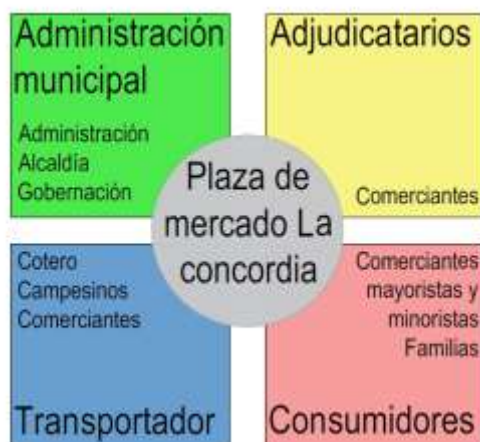 Administración
municipal
Administración
Alcaldía
Gobernación
Adjudicatarios
Comerciantes
Plaza de
mercado La
concordia
Cotero
Campesinos
Comerciantes
Transportador
Comerciantes
mayoristas y
minoristas
Familias
Consumidores